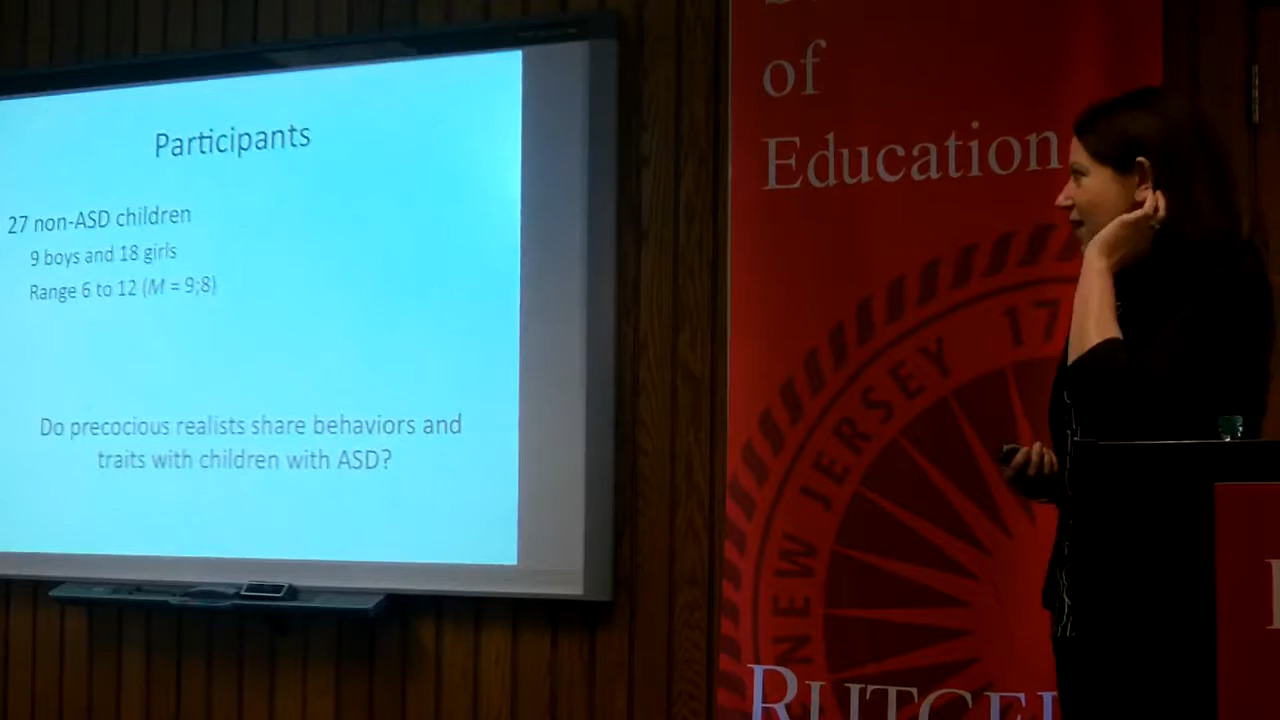 Participants
27 non-ASD children
9 boys and 18 girls
Range 6 to 12 (M = 9;8)
Do precocious realists share behaviors and
traits with children with ASD?
of
Education
NEW JERSEY 17
RUTGE